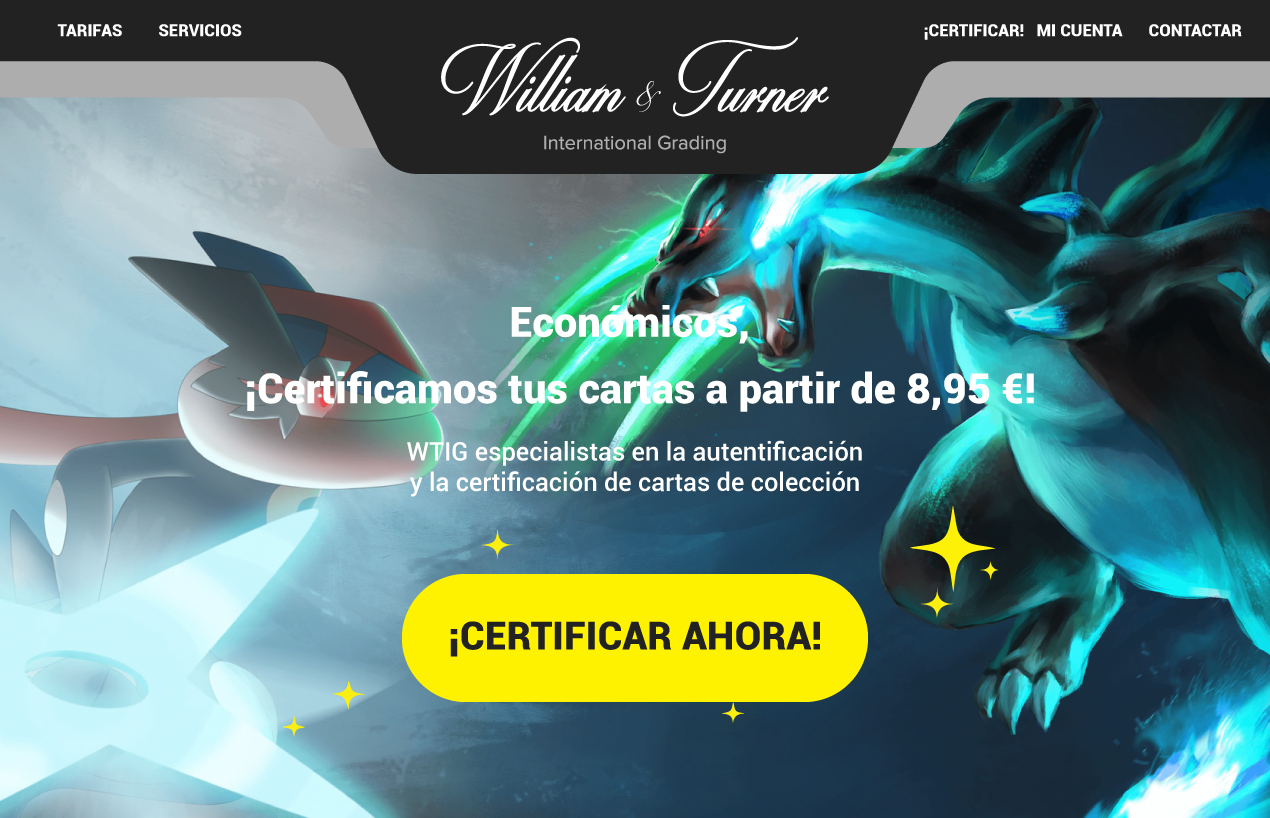 TARIFAS SERVICIOS ¡CERTIFICAR! MI CUENTA CONTACTAR
William & Turner
International Grading
Económicos,
¡Certificamos tus cartas a partir de 8,95 €!
WTIG especialistas en la autentificación
y la certificación de cartas de colección
¡CERTIFICAR AHORA!